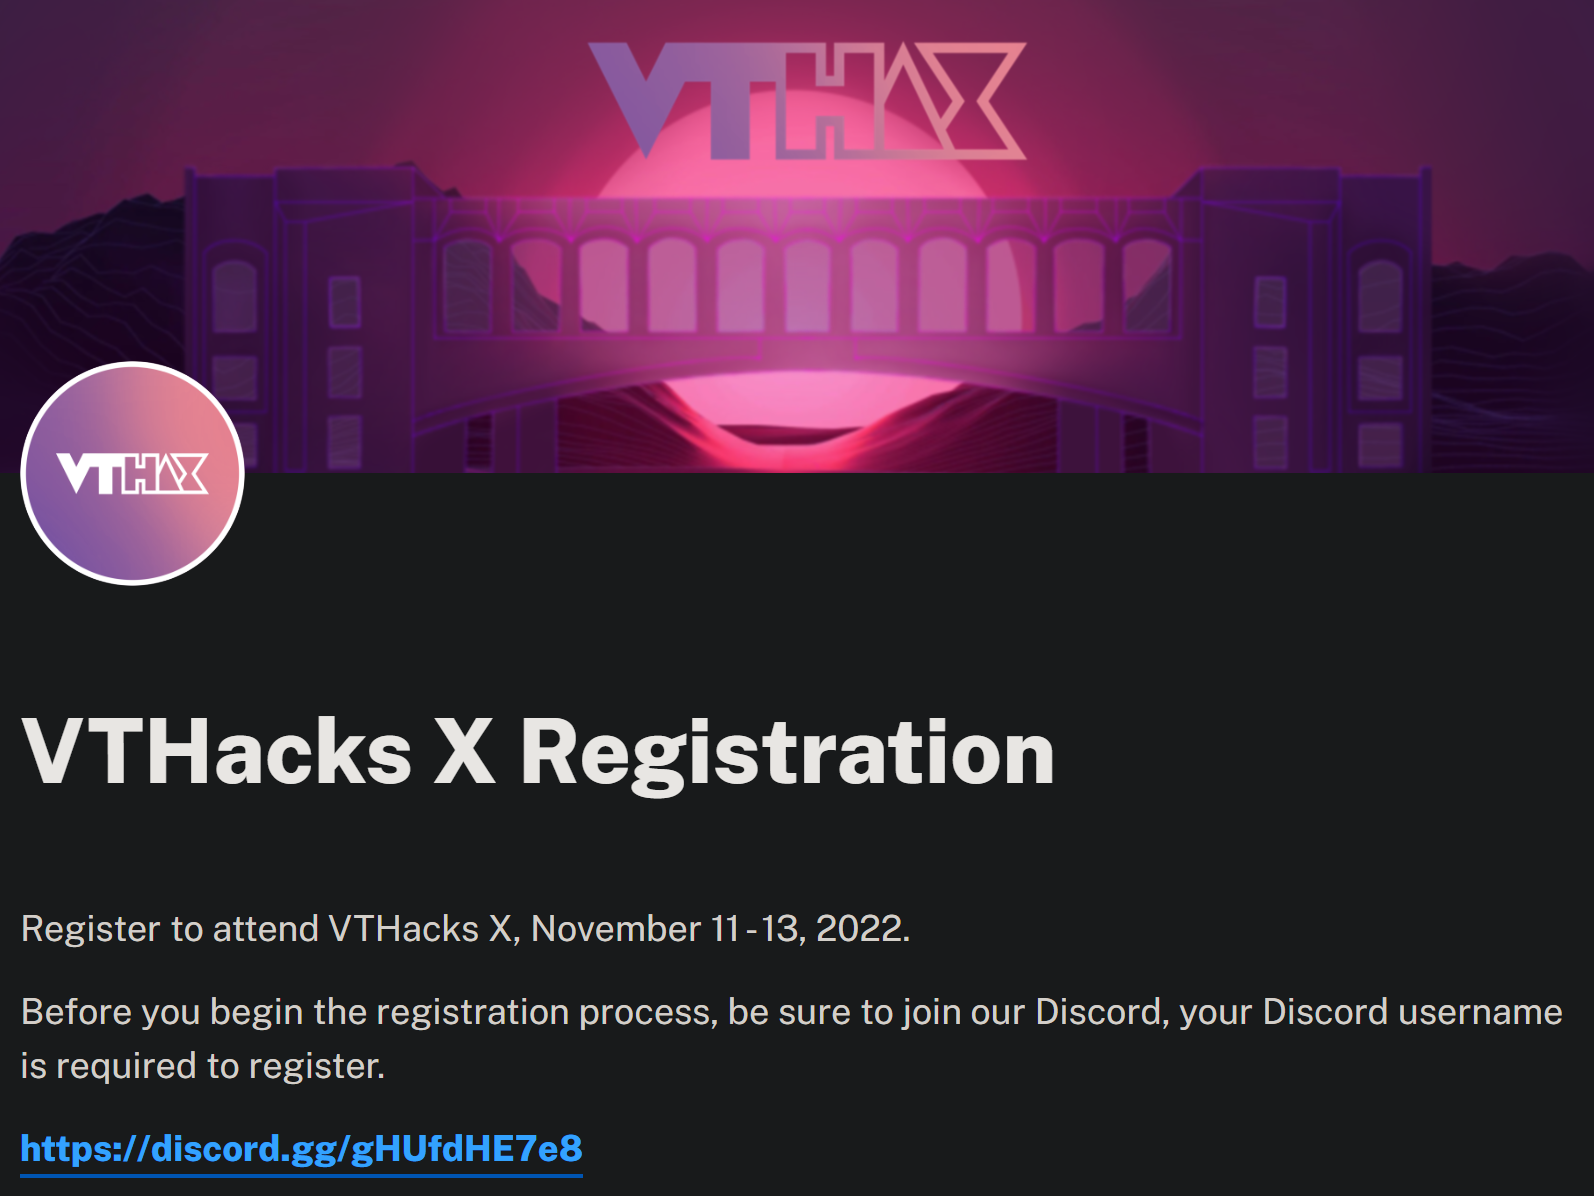 VTHAX
VTHAX
VTHacks X Registration
Register to attend VTHacks X, November 11 - 13, 2022.
Before you begin the registration process, be sure to join our Discord, your Discord username
is required to register.
https://discord.gg/gHUfdHE7e8